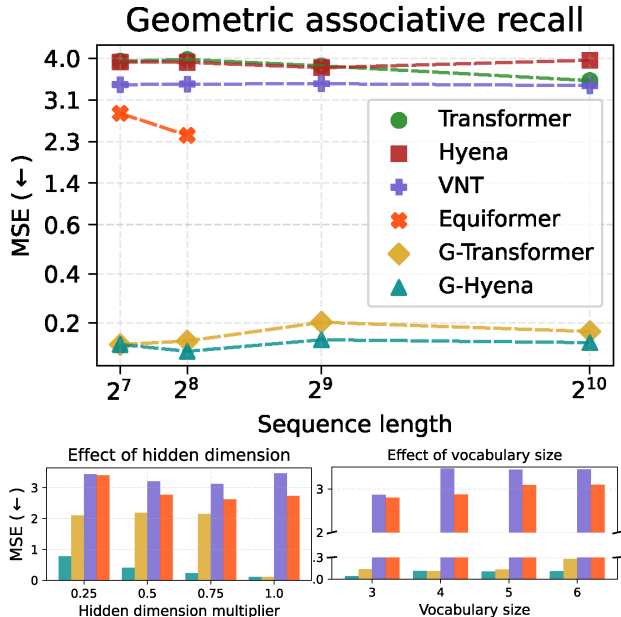 Geometric associative recall
4.0
3.1
2.3
1.4
0.6
0.4
0.2
MSE (←)
Transformer
Hyena
VNT
Equiformer
G-Transformer
G-Hyena
2⁷ 2⁸ 2⁹ 2¹⁰
Sequence length
Effect of hidden dimension
3
2
1
0
MSE (←)
0.25 0.5 0.75 1.0
Hidden dimension multiplier
Effect of vocabulary size
3
2
.3
.0
3 4 5 6
Vocabulary size